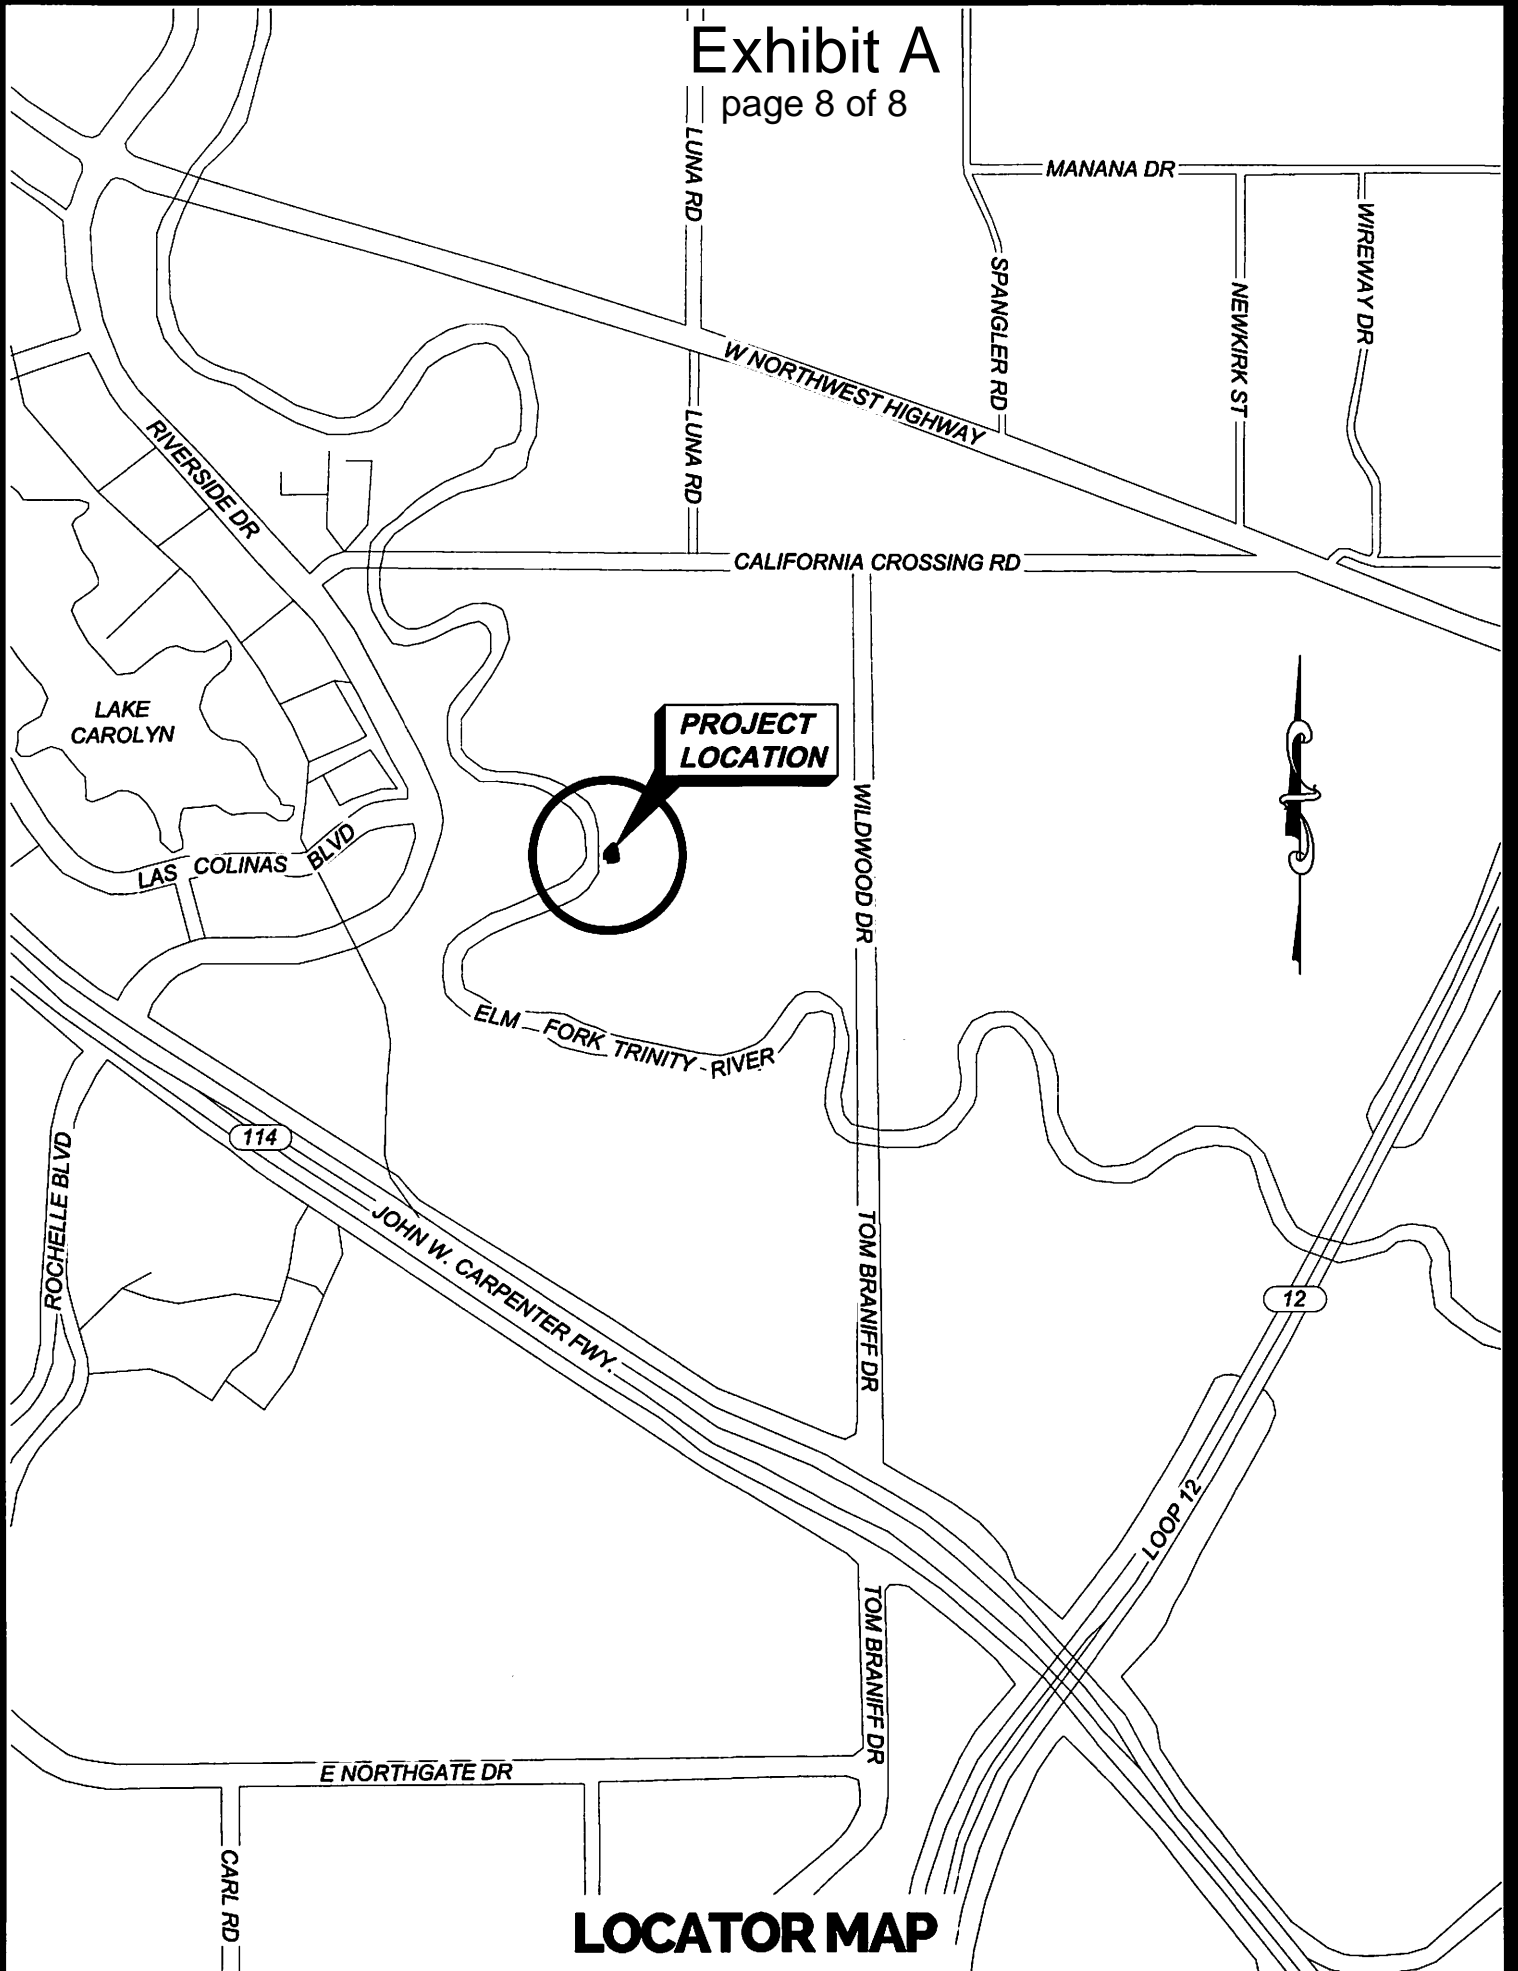 Exhibit A
page 8 of 8
LUNA RD
MANANA DR
WIREWAY DR
SPANGLER RD
NEWKIRK ST
W NORTHWEST HIGHWAY
LUNA RD
RIVERSIDE DR
CALIFORNIA CROSSING RD
LAKE
CAROLYN
PROJECT
LOCATION
WILDWOOD DR
LAS COLINAS BLVD
ELM FORK TRINITY RIVER
114
ROCHELLE BLVD
JOHN W. CARPENTER FWY.
TOM BRANIFF DR
12
LOOP 12
TOM BRANIFF DR
E NORTHGATE DR
CARL RD
LOCATOR MAP